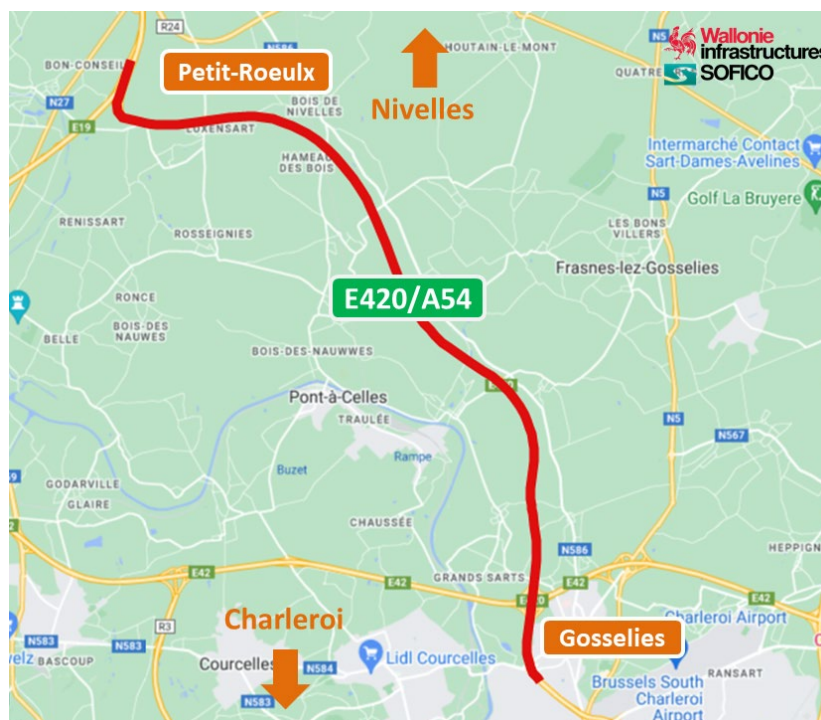 R24
N586
HOUTAIN-LE-MONT
N5
Wallonie
infrastructures
SOFICO
BON-CONSEIL
Petit-Roeulx
QUATRE
N27
BOIS DE
NIVELLES
Nivelles
E19
LUXENSART
HAMEAU
DES BOIS
Intermarché Contact
Sart-Dames-Avelines
N5
Golf La Bruyere
RENISSART
ROSSEIGNIES
LES BONS
VILLERS
Frasnes-lez-Gosselies
RONCE
E420/A54
BOIS-DES
NAUWES
BELLE
BOIS-DES-NAUWWES
Pont-à-Celles
TRAULÉE
N5
N567
Buzet
Rampe
GODARVILLE
GLAIRE
CHAUSSÉE
N586
HEPPIGN
E42
E42
GRANDS SARTS
E42
E42
Charleroi
R3
Gosselies
Charleroi Airport
N583
N583
BASCOUP
Courcelles
N584
Lidl Courcelles
RANSART
N583
Brussels South
Charleroi
Airport